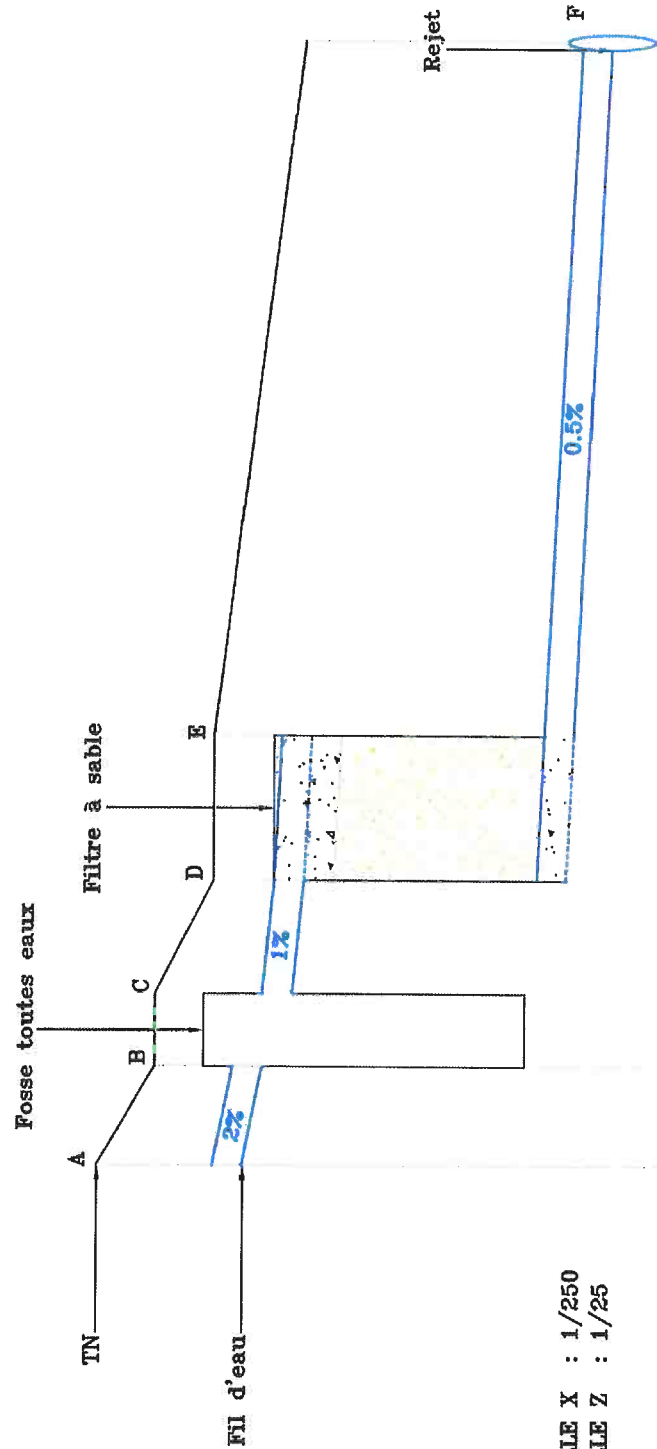 Fosse toutes eaux
Filtre à sable
TN
A
B
C
D
E
Rejet
F
2%
1%
0.5%
Fil d'eau
LE X : 1/250
LE Z : 1/25